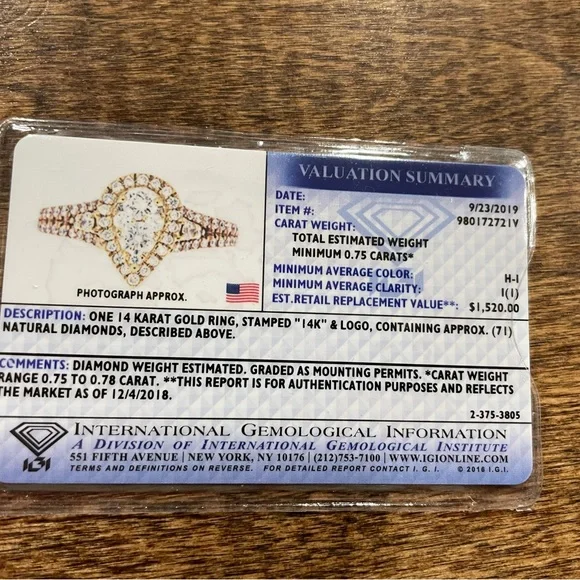 VALUATION SUMMARY
DATE: 9/23/2019
ITEM #: 980172721V
CARAT WEIGHT:
TOTAL ESTIMATED WEIGHT
MINIMUM 0.75 CARATS*
MINIMUM AVERAGE COLOR: H-I
MINIMUM AVERAGE CLARITY: I(1)
EST.RETAIL REPLACEMENT VALUE**: $1,520.00
PHOTOGRAPH APPROX.
DESCRIPTION: ONE 14 KARAT GOLD RING, STAMPED "14K" & LOGO, CONTAINING APPROX. (71)
NATURAL DIAMONDS, DESCRIBED ABOVE.
COMMENTS: DIAMOND WEIGHT ESTIMATED. GRADED AS MOUNTING PERMITS. *CARAT WEIGHT
RANGE 0.75 TO 0.78 CARAT. **THIS REPORT IS FOR AUTHENTICATION PURPOSES AND REFLECTS
THE MARKET AS OF 12/4/2018.
2-375-3805
INTERNATIONAL GEMOLOGICAL INFORMATION
A DIVISION OF INTERNATIONAL GEMOLOGICAL INSTITUTE
551 FIFTH AVENUE | NEW YORK, NY 10176 | (212)753-7100 | WWW.IGIONLINE.COM
IGI
TERMS AND DEFINITIONS ON REVERSE. FOR DETAILED REPORT CONTACT I. G. I. © 2016 I.G.I.